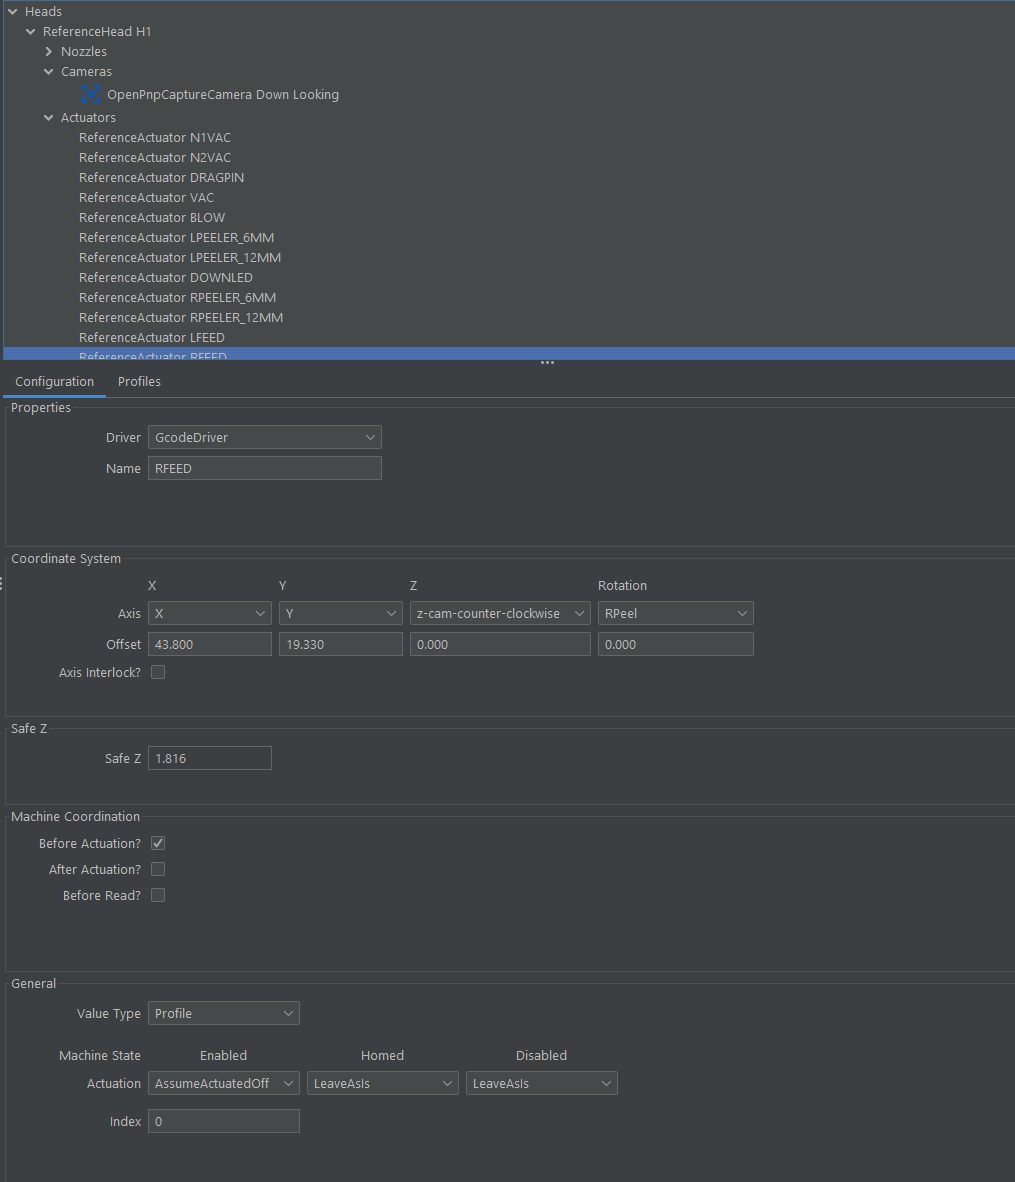 Heads
ReferenceHead H1
Nozzles
Cameras
OpenPnpCaptureCamera Down Looking
Actuators
ReferenceActuator N1VAC
ReferenceActuator N2VAC
ReferenceActuator DRAGPIN
ReferenceActuator VAC
ReferenceActuator BLOW
ReferenceActuator LPEELER_6MM
ReferenceActuator LPEELER_12MM
ReferenceActuator DOWNLED
ReferenceActuator RPEELER_6MM
ReferenceActuator RPEELER_12MM
ReferenceActuator LFEED
ReferenceActuator RFEED
Configuration Profiles
Properties
Driver GcodeDriver
Name RFEED
Coordinate System
X Y Z Rotation
Axis X Y z-cam-counter-clockwise RPeel
Offset 43.800 19.330 0.000 0.000
Axis Interlock?
Safe Z
Safe Z 1.816
Machine Coordination
Before Actuation?
After Actuation?
Before Read?
General
Value Type Profile
Machine State Enabled Homed Disabled
Actuation AssumeActuatedOff LeaveAsIs LeaveAsIs
Index 0